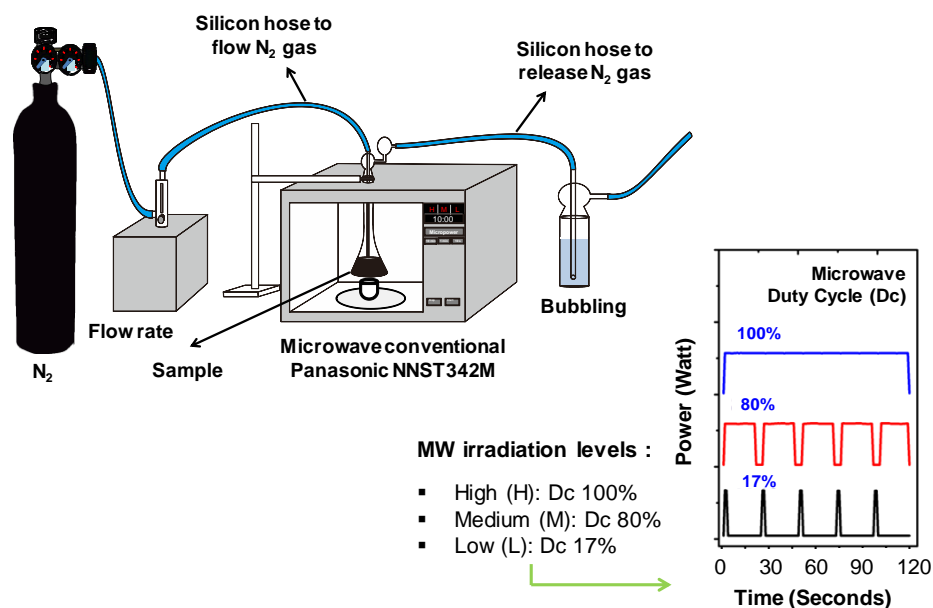 Silicon hose to
flow N₂ gas
Silicon hose to
release N₂ gas
H M L
10:00
Micropower
Flow rate
N₂
Sample
Microwave conventional
Panasonic NNST342M
Bubbling
MW irradiation levels :
▪ High (H): Dc 100%
▪ Medium (M): Dc 80%
▪ Low (L): Dc 17%
Microwave
Duty Cycle (Dc)
100%
80%
17%
Power (Watt)
0 30 60 90 120
Time (Seconds)